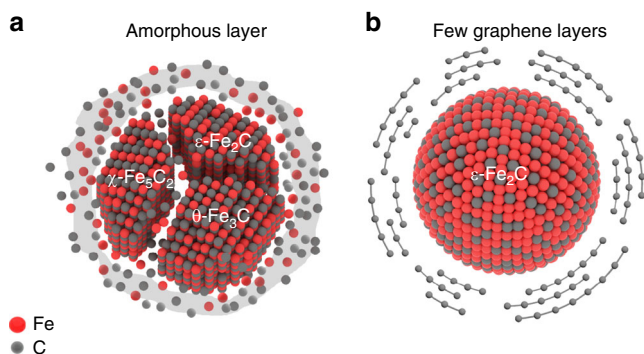 a
Amorphous layer
ε-Fe₂C
χ-Fe₅C₂
θ-Fe₃C
b
Few graphene layers
ε-Fe₂C
Fe
C